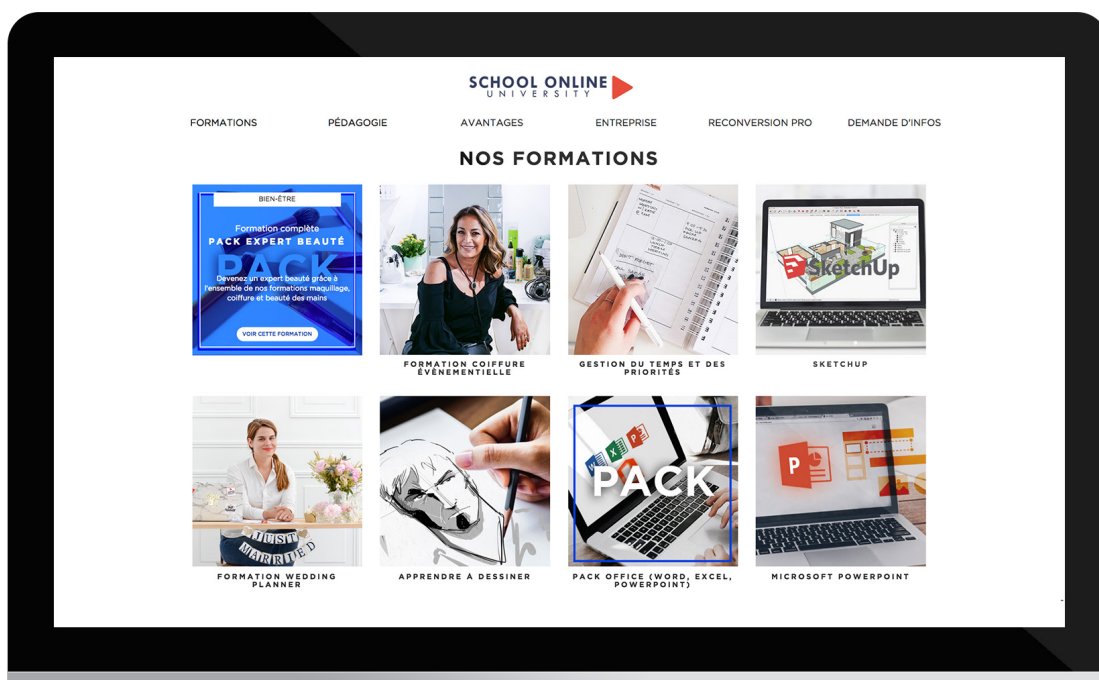 SCHOOL ONLINE
UNIVERSITY
FORMATIONS PÉDAGOGIE AVANTAGES ENTREPRISE RECONVERSION PRO DEMANDE D'INFOS
NOS FORMATIONS
BIEN-ÊTRE
Formation complète
PACK EXPERT BEAUTÉ
PACK
Devenez un expert beauté grâce à
l'ensemble de nos formations maquillage,
coiffure et beauté des mains
VOIR CETTE FORMATION
FORMATION COIFFURE
ÉVÈNEMENTIELLE
GESTION DU TEMPS ET DES
PRIORITÉS
SketchUp
SKETCHUP
JUST
MARRIED
FORMATION WEDDING
PLANNER
APPRENDRE À DESSINER
W X P
PACK
PACK OFFICE (WORD, EXCEL,
POWERPOINT)
P
MICROSOFT POWERPOINT